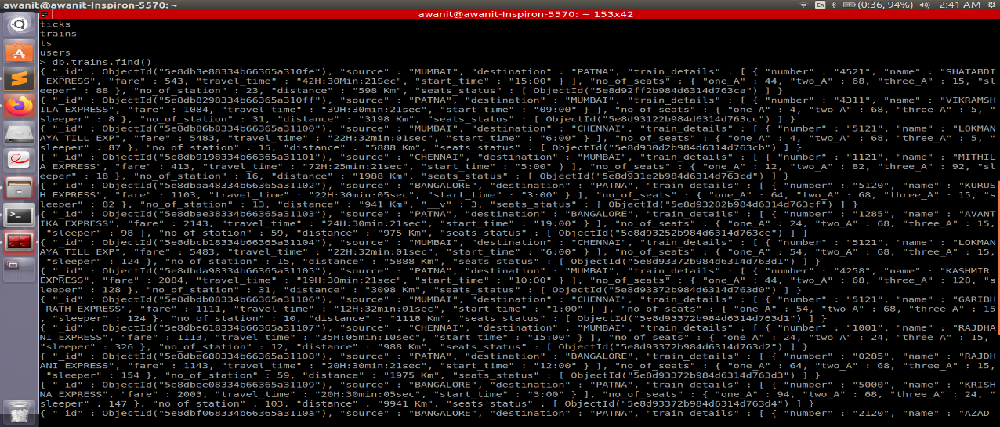 awanit@awanit-Inspiron-5570: ~
En
(0:36, 94%)
2:41 AM
awanit@awanit-Inspiron-5570: ~ 153x42
ticks
trains
ts
users
> db.trains.find()
{ "_id" : ObjectId("5e8db3e88334b66365a310fe"), "source" : "MUMBAI", "destination" : "PATNA", "train_details" : [ { "number" : "4521", "name" : "SHATABDI
EXPRESS", "fare" : 543, "travel_time" : "42H:30Min:21Sec", "start_time" : "15:00" } ], "no_of_seats" : { "one_A" : 44, "two_A" : 68, "three_A" : 15, "sl
eeper" : 88 }, "no_of_station" : 23, "distance" : "598 Km", "seats_status" : [ ObjectId("5e8d92ff2b984d6314d763ca") ] }
{ "_id" : ObjectId("5e8db8298334b66365a310ff"), "source" : "PATNA", "destination" : "MUMBAI", "train_details" : [ { "number" : "4311", "name" : "VIKRAMSH
ILA EXPRESS", "fare" : 1084, "travel_time" : "39H:30min:21sec", "start_time" : "09:00" } ], "no_of_seats" : { "one_A" : 4, "two_A" : 68, "three_A" : 5, "
sleeper" : 8 }, "no_of_station" : 31, "distance" : "3198 Km", "seats_status" : [ ObjectId("5e8d93122b984d6314d763cc") ] }
{ "_id" : ObjectId("5e8db86b8334b66365a31100"), "source" : "MUMBAI", "destination" : "CHENNAI", "train_details" : [ { "number" : "5121", "name" : "LOKMAN
AYA TILL EXP", "fare" : 5483, "travel_time" : "22H:32min:01sec", "start_time" : "6:00" } ], "no_of_seats" : { "one_A" : 4, "two_A" : 68, "three_A" : 5, "
sleeper" : 87 }, "no_of_station" : 15, "distance" : "5888 Km", "seats_status" : [ ObjectId("5e8d930d2b984d6314d763cb") ] }
{ "_id" : ObjectId("5e8db9198334b66365a31101"), "source" : "CHENNAI", "destination" : "MUMBAI", "train_details" : [ { "number" : "1121", "name" : "MITHIL
A EXPRESS", "fare" : 413, "travel_time" : "72H:25min:21sec", "start_time" : "5:00" } ], "no_of_seats" : { "one_A" : 12, "two_A" : 82, "three_A" : 92, "sl
eeper" : 18 }, "no_of_station" : 16, "distance" : "1988 Km", "seats_status" : [ ObjectId("5e8d931e2b984d6314d763cd") ] }
{ "_id" : ObjectId("5e8dbaa48334b66365a31102"), "source" : "BANGALORE", "destination" : "PATNA", "train_details" : [ { "number" : "5120", "name" : "KURUS
H EXPRESS", "fare" : 1103, "travel_time" : "22H:30min:05sec", "start_time" : "3:00" } ], "no_of_seats" : { "one_A" : 64, "two_A" : 68, "three_A" : 15, "s
leeper" : 82 }, "no_of_station" : 13, "distance" : "941 Km", "__v" : 3, "seats_status" : [ ObjectId("5e8d93282b984d6314d763cf") ] }
{ "_id" : ObjectId("5e8dbae38334b66365a31103"), "source" : "PATNA", "destination" : "BANGALORE", "train_details" : [ { "number" : "1285", "name" : "AVANT
IKA EXPRESS", "fare" : 2143, "travel_time" : "24H:30min:21sec", "start_time" : "19:00" } ], "no_of_seats" : { "one_A" : 24, "two_A" : 68, "three_A" : 15,
"sleeper" : 98 }, "no_of_station" : 59, "distance" : "975 Km", "seats_status" : [ ObjectId("5e8d93252b984d6314d763ce") ] }
{ "_id" : ObjectId("5e8dbcb18334b66365a31104"), "source" : "MUMBAI", "destination" : "CHENNAI", "train_details" : [ { "number" : "5121", "name" : "LOKMAN
AYA TILL EXP", "fare" : 5483, "travel_time" : "22H:32min:01sec", "start_time" : "6:00" } ], "no_of_seats" : { "one_A" : 54, "two_A" : 68, "three_A" : 15,
"sleeper" : 124 }, "no_of_station" : 15, "distance" : "5888 Km", "seats_status" : [ ObjectId("5e8d93372b984d6314d763d1") ] }
{ "_id" : ObjectId("5e8dbda98334b66365a31105"), "source" : "PATNA", "destination" : "MUMBAI", "train_details" : [ { "number" : "4258", "name" : "KASHMIR
EXPRESS", "fare" : 2084, "travel_time" : "19H:30min:21sec", "start_time" : "10:00" } ], "no_of_seats" : { "one_A" : 44, "two_A" : 68, "three_A" : 128, "s
leeper" : 128 }, "no_of_station" : 31, "distance" : "3098 Km", "seats_status" : [ ObjectId("5e8d93372b984d6314d763d0") ] }
{ "_id" : ObjectId("5e8dbdb08334b66365a31106"), "source" : "MUMBAI", "destination" : "CHENNAI", "train_details" : [ { "number" : "5121", "name" : "GARIBH
RATH EXPRESS", "fare" : 1111, "travel_time" : "12H:32min:01sec", "start_time" : "1:00" } ], "no_of_seats" : { "one_A" : 54, "two_A" : 68, "three_A" : 15
, "sleeper" : 124 }, "no_of_station" : 10, "distance" : "1118 Km", "seats_status" : [ ObjectId("5e8d93372b984d6314d763d1") ] }
{ "_id" : ObjectId("5e8dbe618334b66365a31107"), "source" : "CHENNAI", "destination" : "MUMBAI", "train_details" : [ { "number" : "1001", "name" : "RAJDHA
NI EXPRESS", "fare" : 1113, "travel_time" : "35H:05min:10sec", "start_time" : "15:00" } ], "no_of_seats" : { "one_A" : 24, "two_A" : 24, "three_A" : 15,
"sleeper" : 326 }, "no_of_station" : 12, "distance" : "988 Km", "seats_status" : [ ObjectId("5e8d93372b984d6314d763d2") ] }
{ "_id" : ObjectId("5e8dbe688334b66365a31108"), "source" : "PATNA", "destination" : "BANGALORE", "train_details" : [ { "number" : "0285", "name" : "RAJDH
ANI EXPRESS", "fare" : 1143, "travel_time" : "20H:30min:21sec", "start_time" : "12:00" } ], "no_of_seats" : { "one_A" : 64, "two_A" : 68, "three_A" : 15,
"sleeper" : 154 }, "no_of_station" : 59, "distance" : "1975 Km", "seats_status" : [ ObjectId("5e8d93372b984d6314d763d3") ] }
{ "_id" : ObjectId("5e8dbee08334b66365a31109"), "source" : "BANGALORE", "destination" : "PATNA", "train_details" : [ { "number" : "5000", "name" : "KRISH
NA EXPRESS", "fare" : 2003, "travel_time" : "20H:30min:05sec", "start_time" : "3:00" } ], "no_of_seats" : { "one_A" : 94, "two_A" : 68, "three_A" : 24, "
sleeper" : 147 }, "no_of_station" : 103, "distance" : "9941 Km", "seats_status" : [ ObjectId("5e8d93372b984d6314d763d4") ] }
{ "_id" : ObjectId("5e8dbf068334b66365a3110a"), "source" : "BANGALORE", "destination" : "PATNA", "train_details" : [ { "number" : "2120", "name" : "AZAD